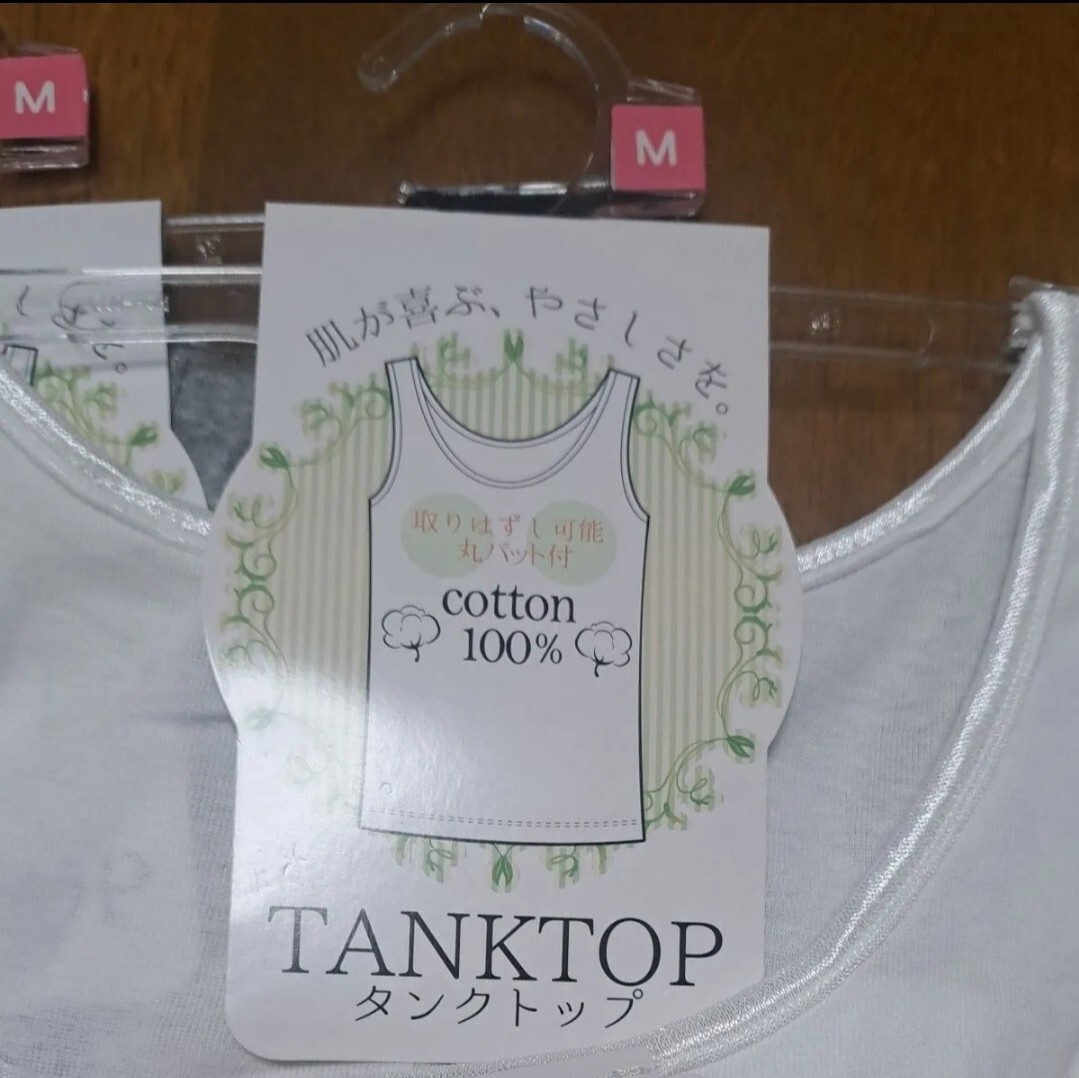 M
M
肌が喜ぶ、やさしさを。
取りはずし可能
丸パット付
cotton
100%
TANKTOP
タンクトップ